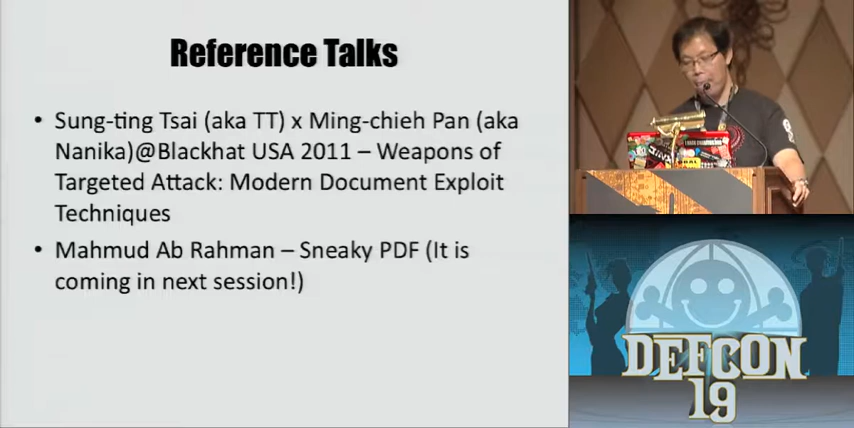 Reference Talks
• Sung-ting Tsai (aka TT) x Ming-chieh Pan (aka
Nanika)@Blackhat USA 2011 – Weapons of
Targeted Attack: Modern Document Exploit
Techniques
• Mahmud Ab Rahman – Sneaky PDF (It is
coming in next session!)
DEFCON
19